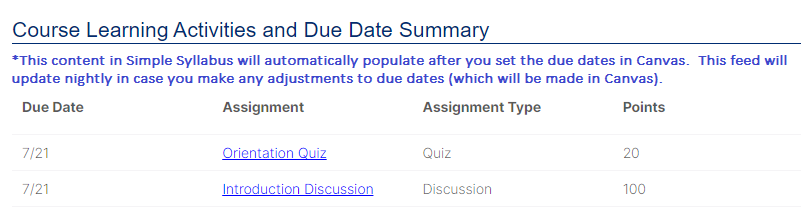 Course Learning Activities and Due Date Summary
*This content in Simple Syllabus will automatically populate after you set the due dates in Canvas.  This feed will
update nightly in case you make any adjustments to due dates (which will be made in Canvas).
Due Date Assignment Assignment Type Points
7/21 Orientation Quiz Quiz 20
7/21 Introduction Discussion Discussion 100